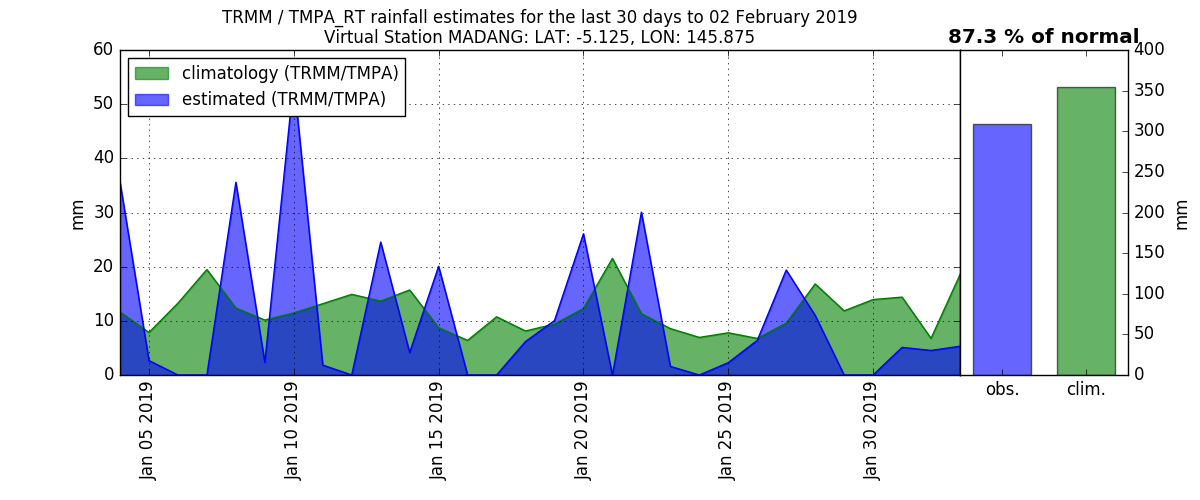 TRMM / TMPA_RT rainfall estimates for the last 30 days to 02 February 2019
Virtual Station MADANG: LAT: -5.125, LON: 145.875
87.3 % of normal
climatology (TRMM/TMPA)
estimated (TRMM/TMPA)
60
50
40
30
20
10
0
mm
Jan 05 2019
Jan 10 2019
Jan 15 2019
Jan 20 2019
Jan 25 2019
Jan 30 2019
obs.
clim.
400
350
300
250
200
150
100
50
0
mm